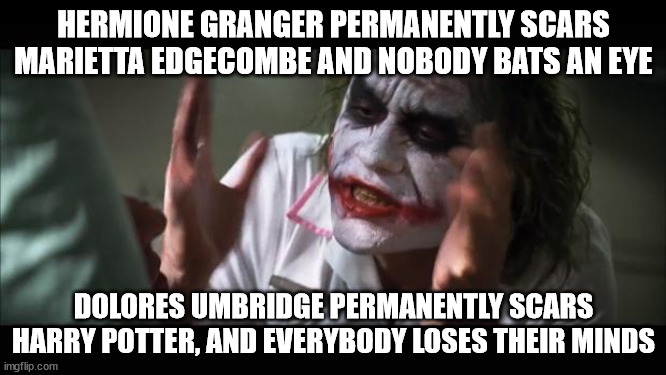 HERMIONE GRANGER PERMANENTLY SCARS
MARIETTA EDGECOMBE AND NOBODY BATS AN EYE
DOLORES UMBRIDGE PERMANENTLY SCARS
HARRY POTTER, AND EVERYBODY LOSES THEIR MINDS
imgflip.com